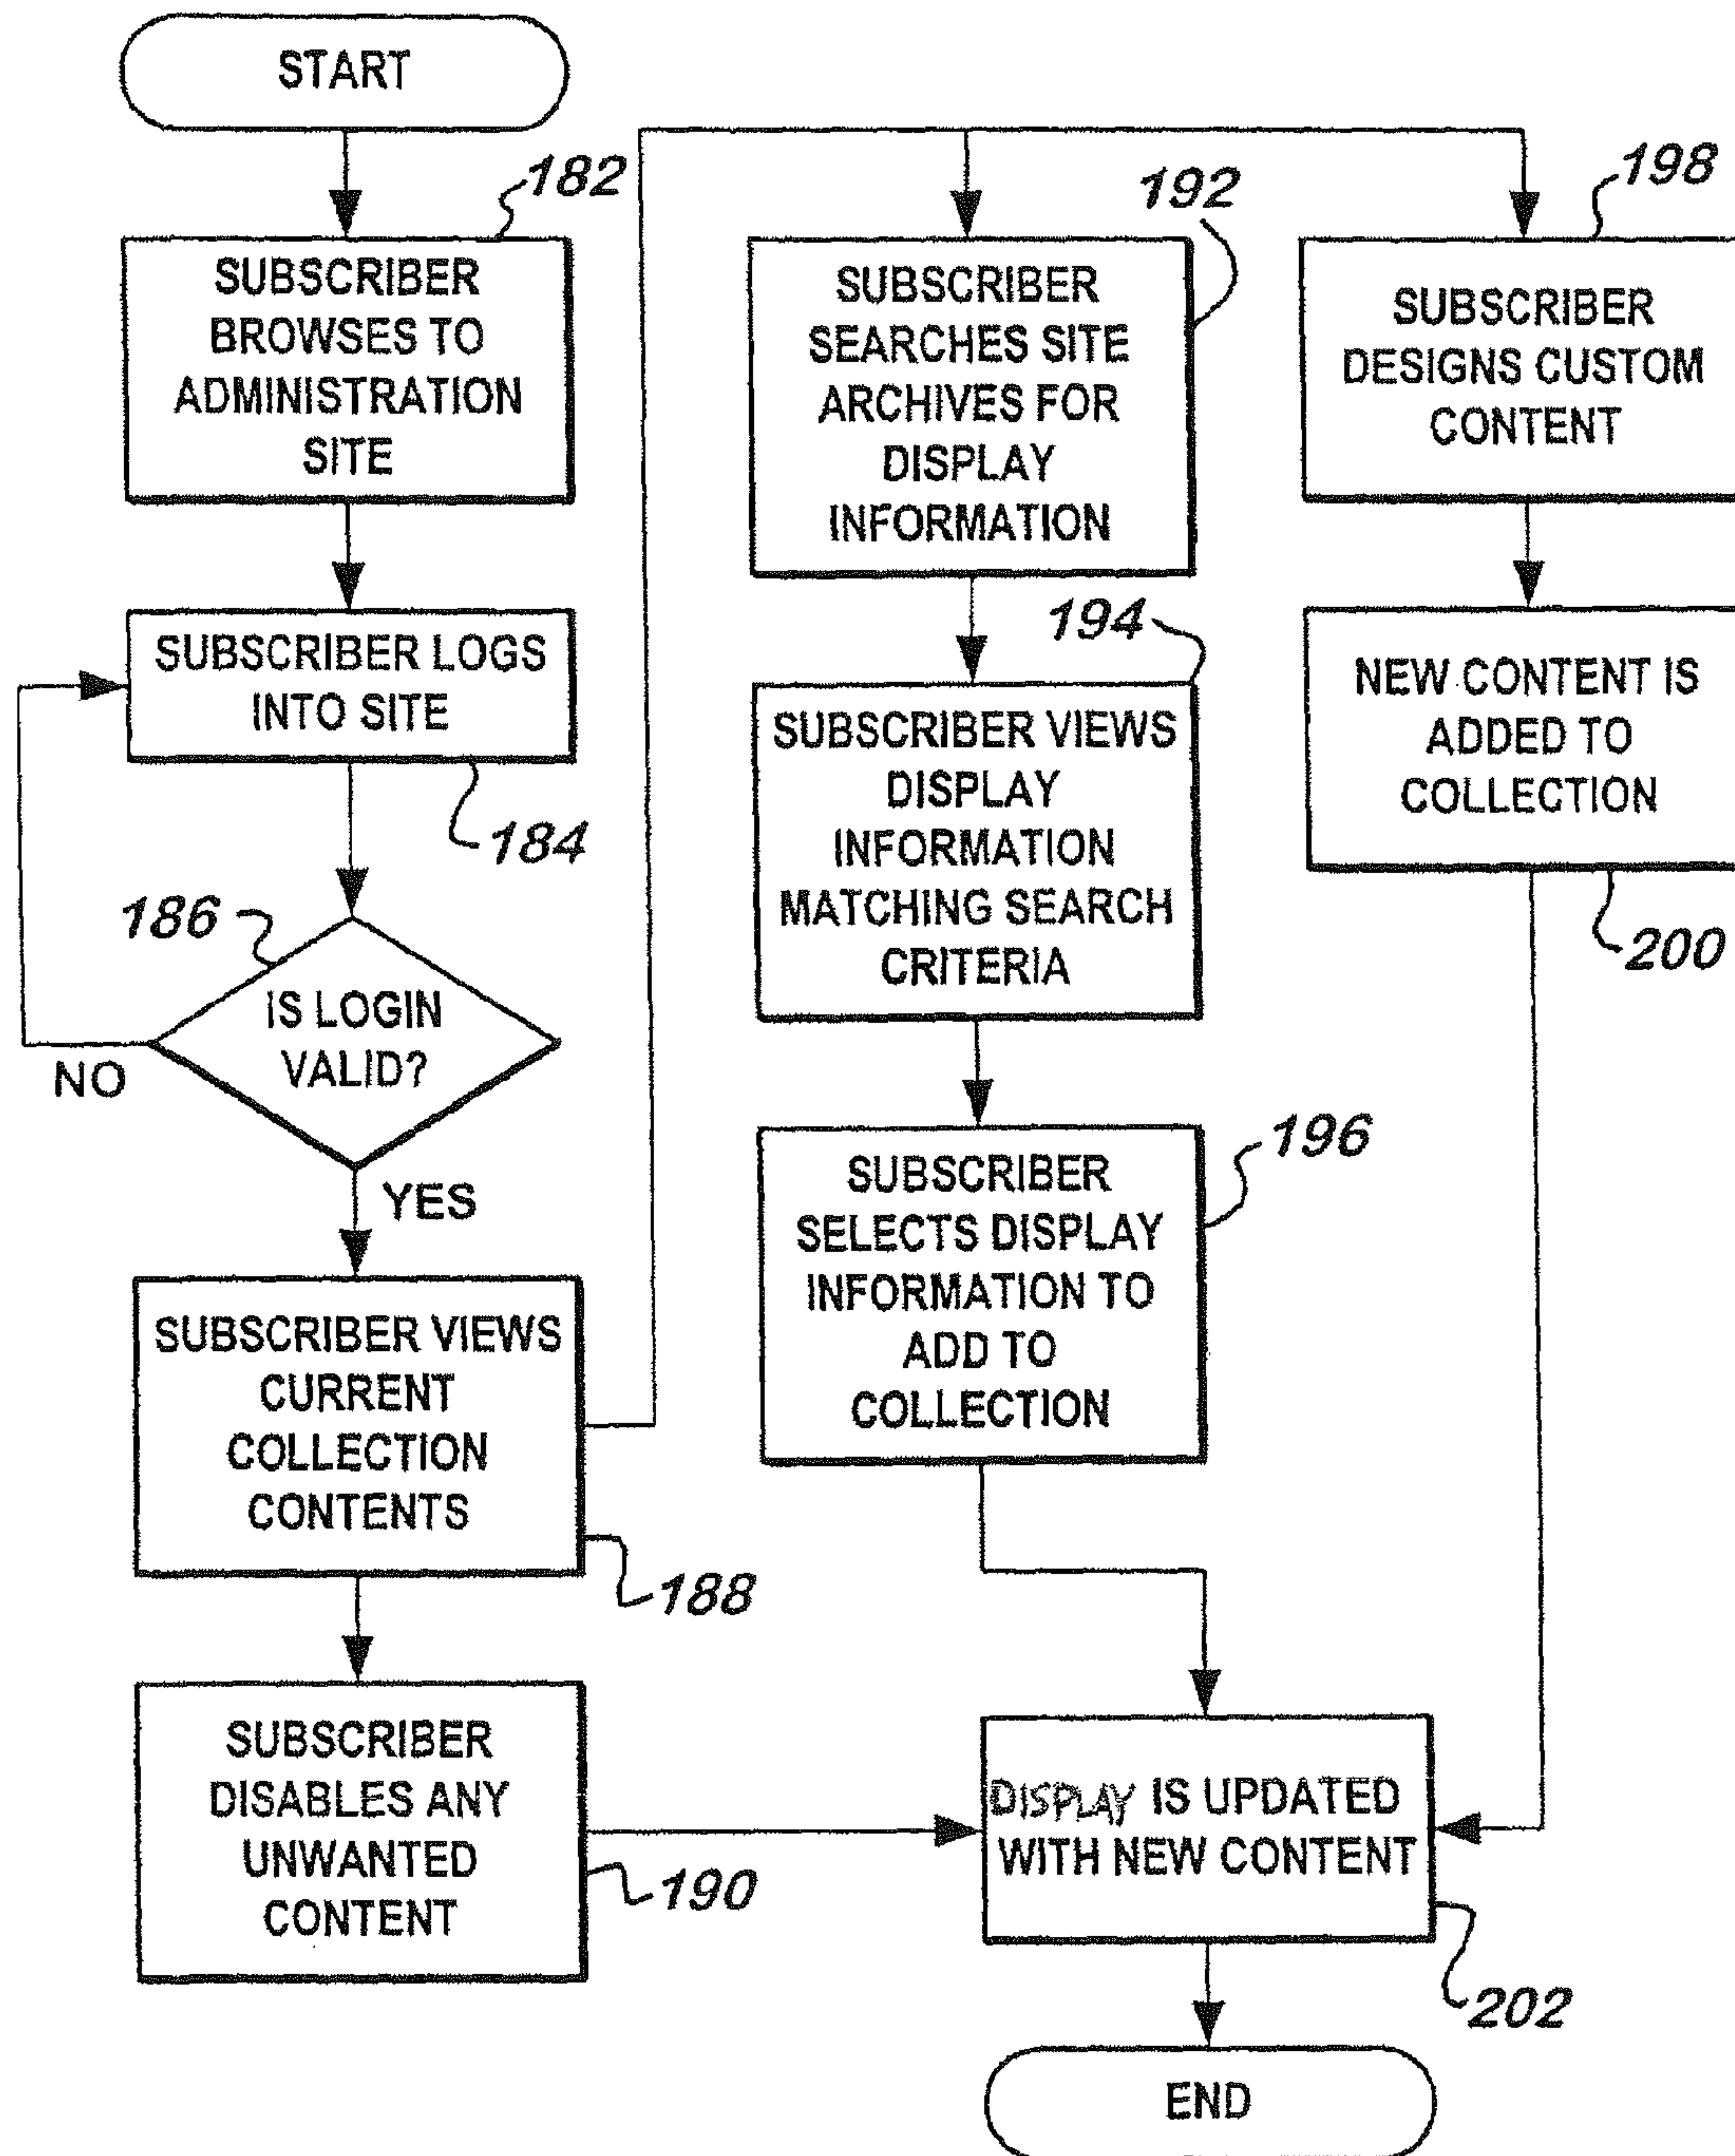 START
182
SUBSCRIBER
BROWSES TO
ADMINISTRATION
SITE
SUBSCRIBER LOGS
INTO SITE
184
186
IS LOGIN
VALID?
NO
YES
SUBSCRIBER VIEWS
CURRENT
COLLECTION
CONTENTS
188
SUBSCRIBER
DISABLES ANY
UNWANTED
CONTENT
190
192
SUBSCRIBER
SEARCHES SITE
ARCHIVES FOR
DISPLAY
INFORMATION
194
SUBSCRIBER VIEWS
DISPLAY
INFORMATION
MATCHING SEARCH
CRITERIA
196
SUBSCRIBER
SELECTS DISPLAY
INFORMATION TO
ADD TO
COLLECTION
198
SUBSCRIBER
DESIGNS CUSTOM
CONTENT
NEW CONTENT IS
ADDED TO
COLLECTION
200
DISPLAY IS UPDATED
WITH NEW CONTENT
202
END